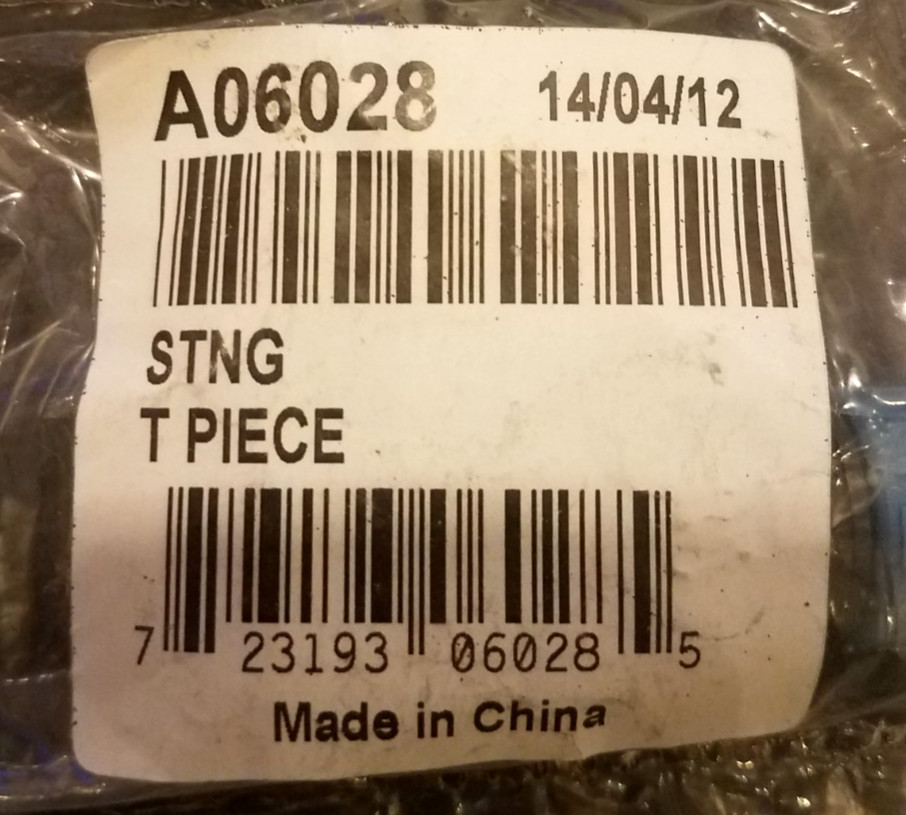 A06028 14/04/12
STNG
T PIECE
7 23193 06028 5
Made in China